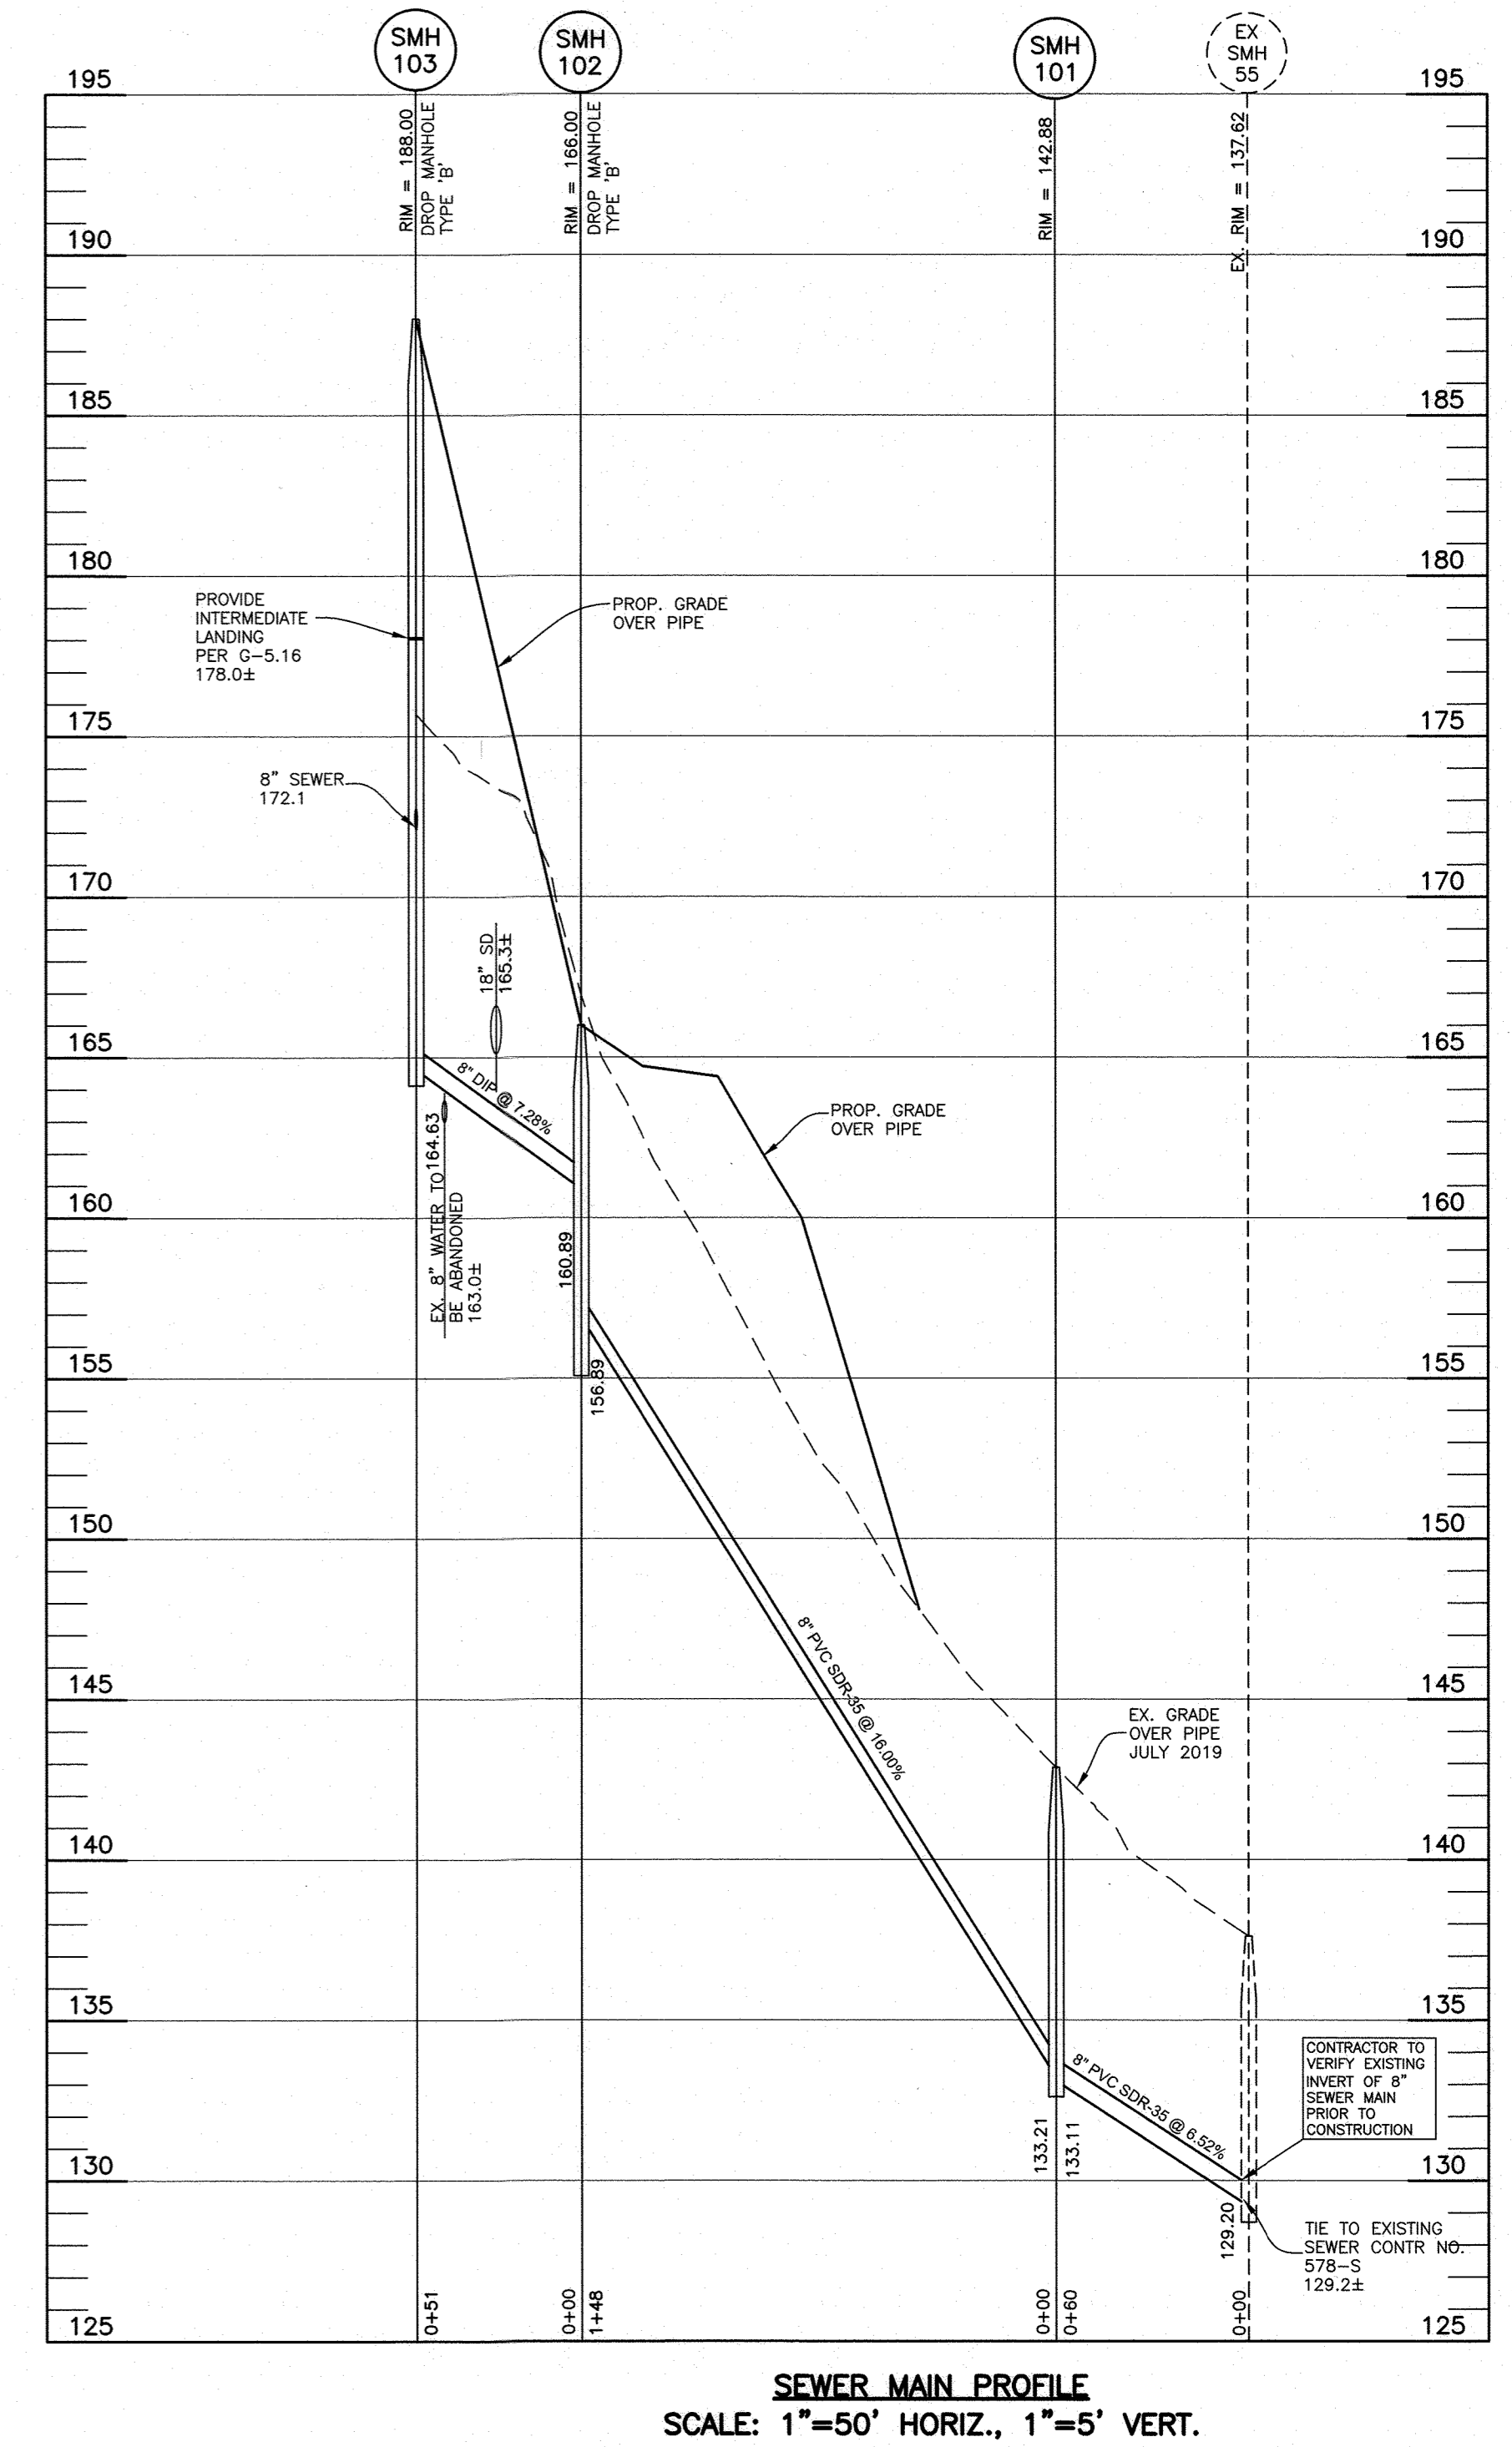 SMH
103
SMH
102
SMH
101
EX
SMH
55
195
195
RIM = 188.00
DROP MANHOLE
TYPE 'B'
RIM = 166.00
DROP MANHOLE
TYPE 'B'
RIM = 142.88
EX. RIM = 137.62
190
190
185
185
180
180
PROVIDE
INTERMEDIATE
LANDING
PER G-5.16
178.0±
PROP. GRADE
OVER PIPE
175
175
8" SEWER
172.1
170
170
18" SD
165.3±
165
165
8" DIP @ 7.28%
164.63
EX. 8" WATER TO
BE ABANDONED
163.0±
PROP. GRADE
OVER PIPE
160
160
160.89
156.89
155
155
150
150
8" PVC SDR-35 @ 16.00%
145
145
EX. GRADE
OVER PIPE
JULY 2019
140
140
135
135
8" PVC SDR-35 @ 6.52%
CONTRACTOR TO
VERIFY EXISTING
INVERT OF 8"
SEWER MAIN
PRIOR TO
CONSTRUCTION
133.21
133.11
130
130
129.20
TIE TO EXISTING
SEWER CONTR NO.
578-S
129.2±
0+51
0+00
1+48
0+00
0+60
0+00
125
125
SEWER MAIN PROFILE
SCALE: 1"=50' HORIZ., 1"=5' VERT.